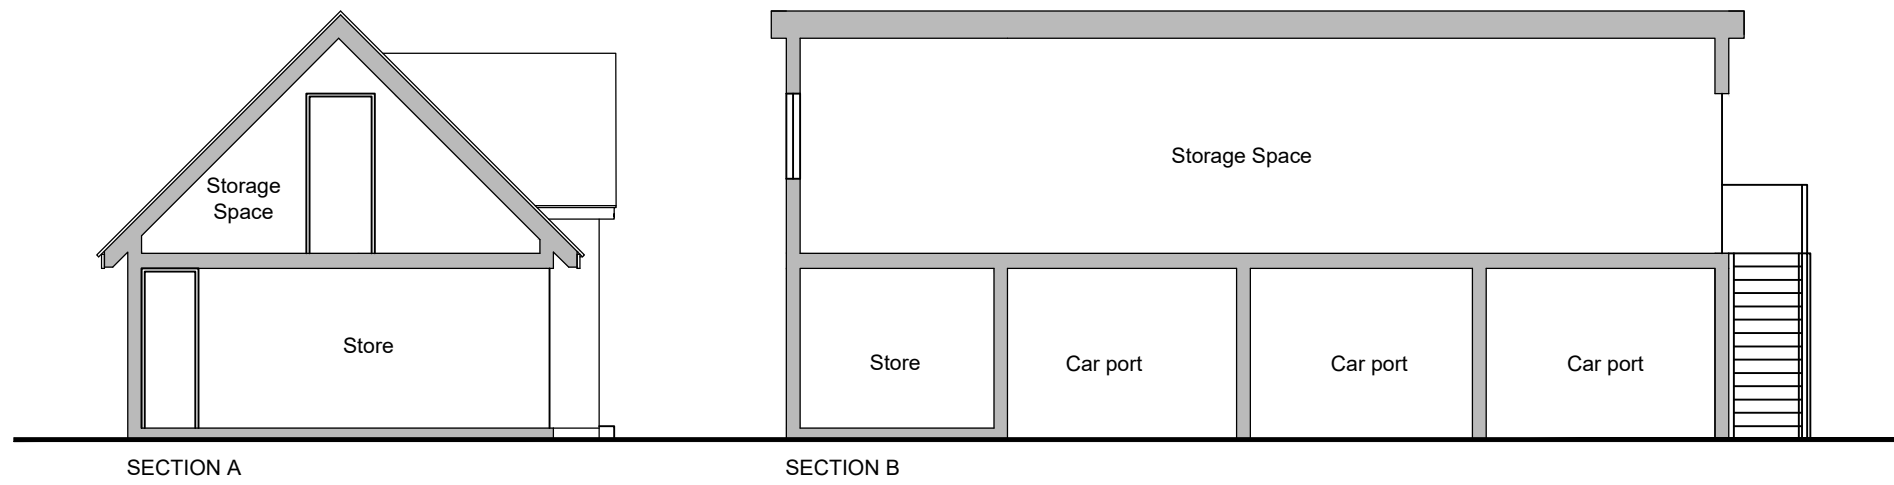 Storage
Space
Store
SECTION A
Storage Space
Store
Car port
Car port
Car port
SECTION B